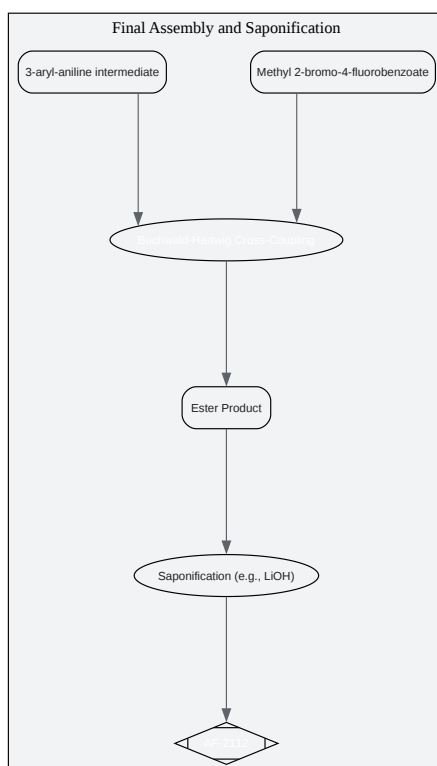 Final Assembly and Saponification
3-aryl-aniline intermediate
Methyl 2-bromo-4-fluorobenzoate
Buchwald-Hartwig Cross-Coupling
Ester Product
Saponification (e.g., LiOH)